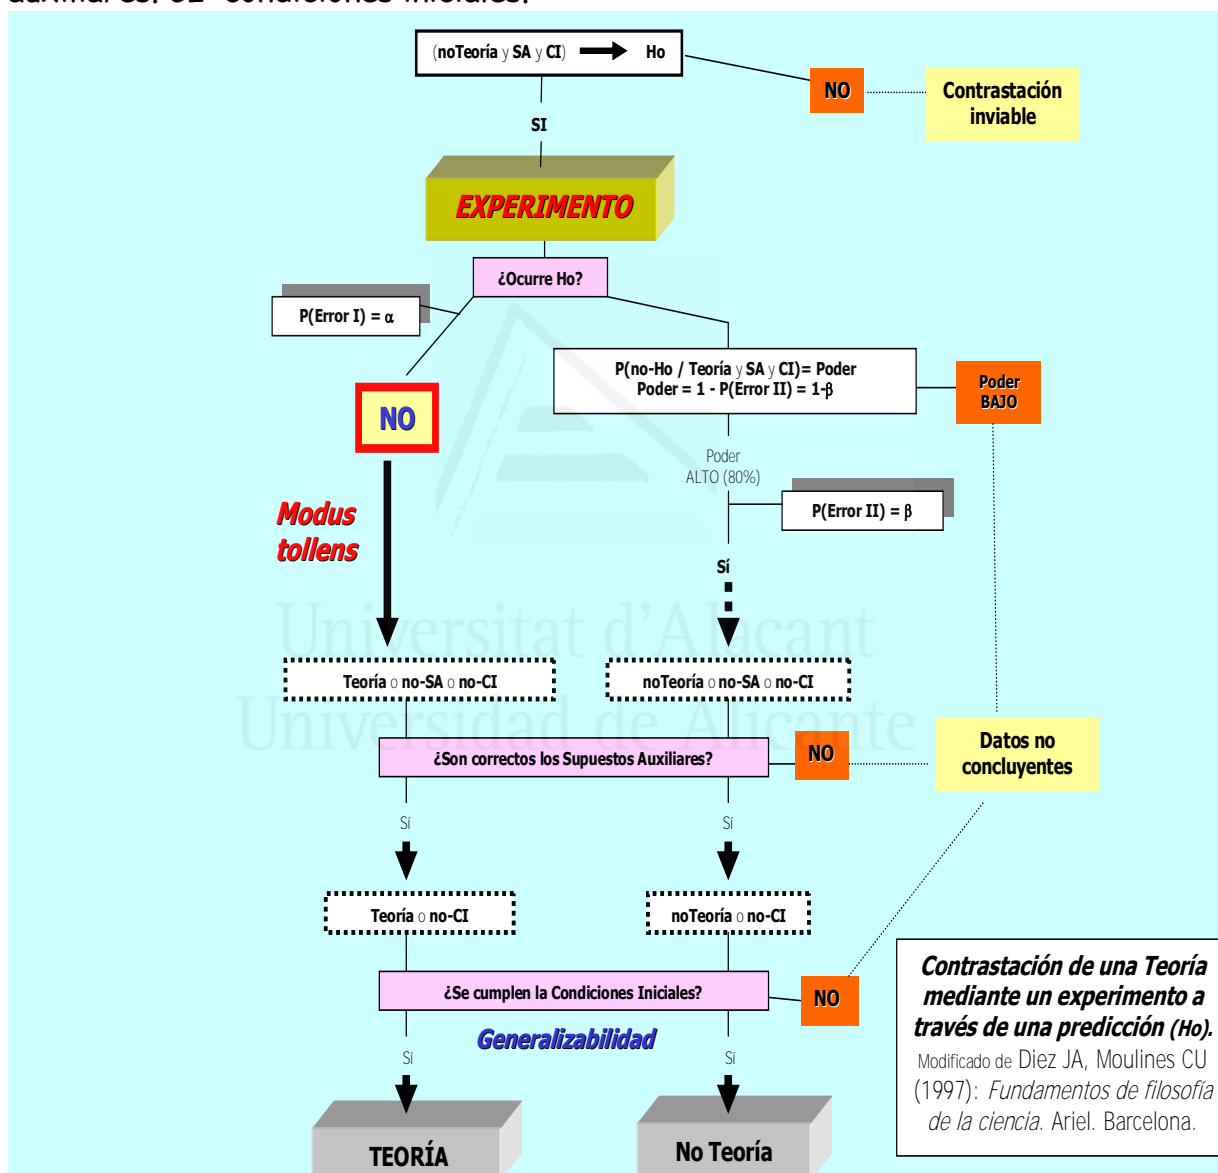 auxiliares. CI= Condiciones iniciales.
(noTeoría y SA y CI) Ho
NO
Contrastación
inviable
SI
EXPERIMENTO
¿Ocurre Ho?
P(Error I) = α
P(no-Ho / Teoría y SA y CI)= Poder
Poder = 1 - P(Error II) = 1-β
Poder
BAJO
NO
Poder
ALTO (80%)
P(Error II) = β
Modus
tollens
Sí
Universitat d'Alacant
Universidad de Alicante
Teoría o no-SA o no-CI
noTeoría o no-SA o no-CI
¿Son correctos los Supuestos Auxiliares?
NO
Datos no
concluyentes
Sí
Sí
Teoría o no-CI
noTeoría o no-CI
¿Se cumplen la Condiciones Iniciales?
NO
Generalizabilidad
Sí
Sí
TEORÍA
No Teoría
Contrastación de una Teoría
mediante un experimento a
través de una predicción (Ho).
Modificado de Diez JA, Moulines CU
(1997): Fundamentos de filosofía
de la ciencia. Ariel. Barcelona.